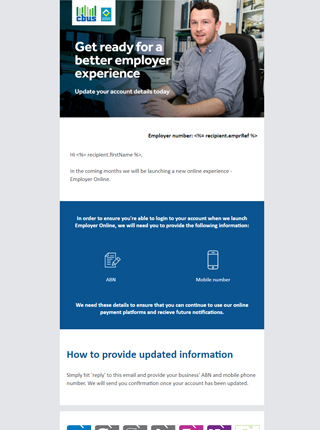 cbus
Get ready for a
better employer
experience
Update your account details today
Employer number: <%= recipient.emprRef %>
Hi <%= recipient.firstName %>,
In the coming months we will be launching a new online experience -
Employer Online.
In order to ensure you're able to login to your account when we launch
Employer Online, we will need you to provide the following information:
ABN
Mobile number
We need these details to ensure that you can continue to use our online
payment platforms and recieve future notifications.
How to provide updated information
Simply hit 'reply' to this email and provide your business' ABN and mobile phone
number. We will send you confirmation once your account has been updated.